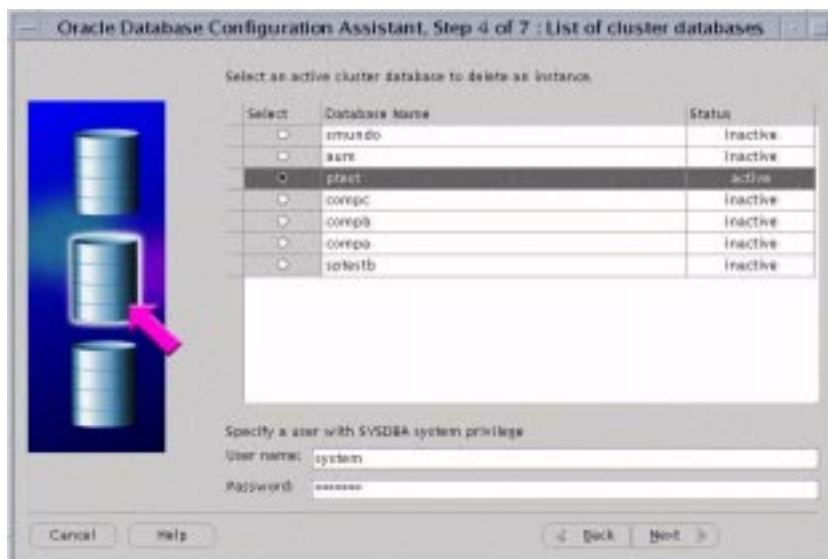 Oracle Database Configuration Assistant, Step 4 of 7 : List of cluster databases
Select an active cluster database to delete an instance.
Select Database Name Status
smundo inactive
inactive
ptest active
compc inactive
compb inactive
compa inactive
sptestb inactive
Specify a user with SYSDBA system privilege
User name: system
Password: *******
Cancel Help Back Next